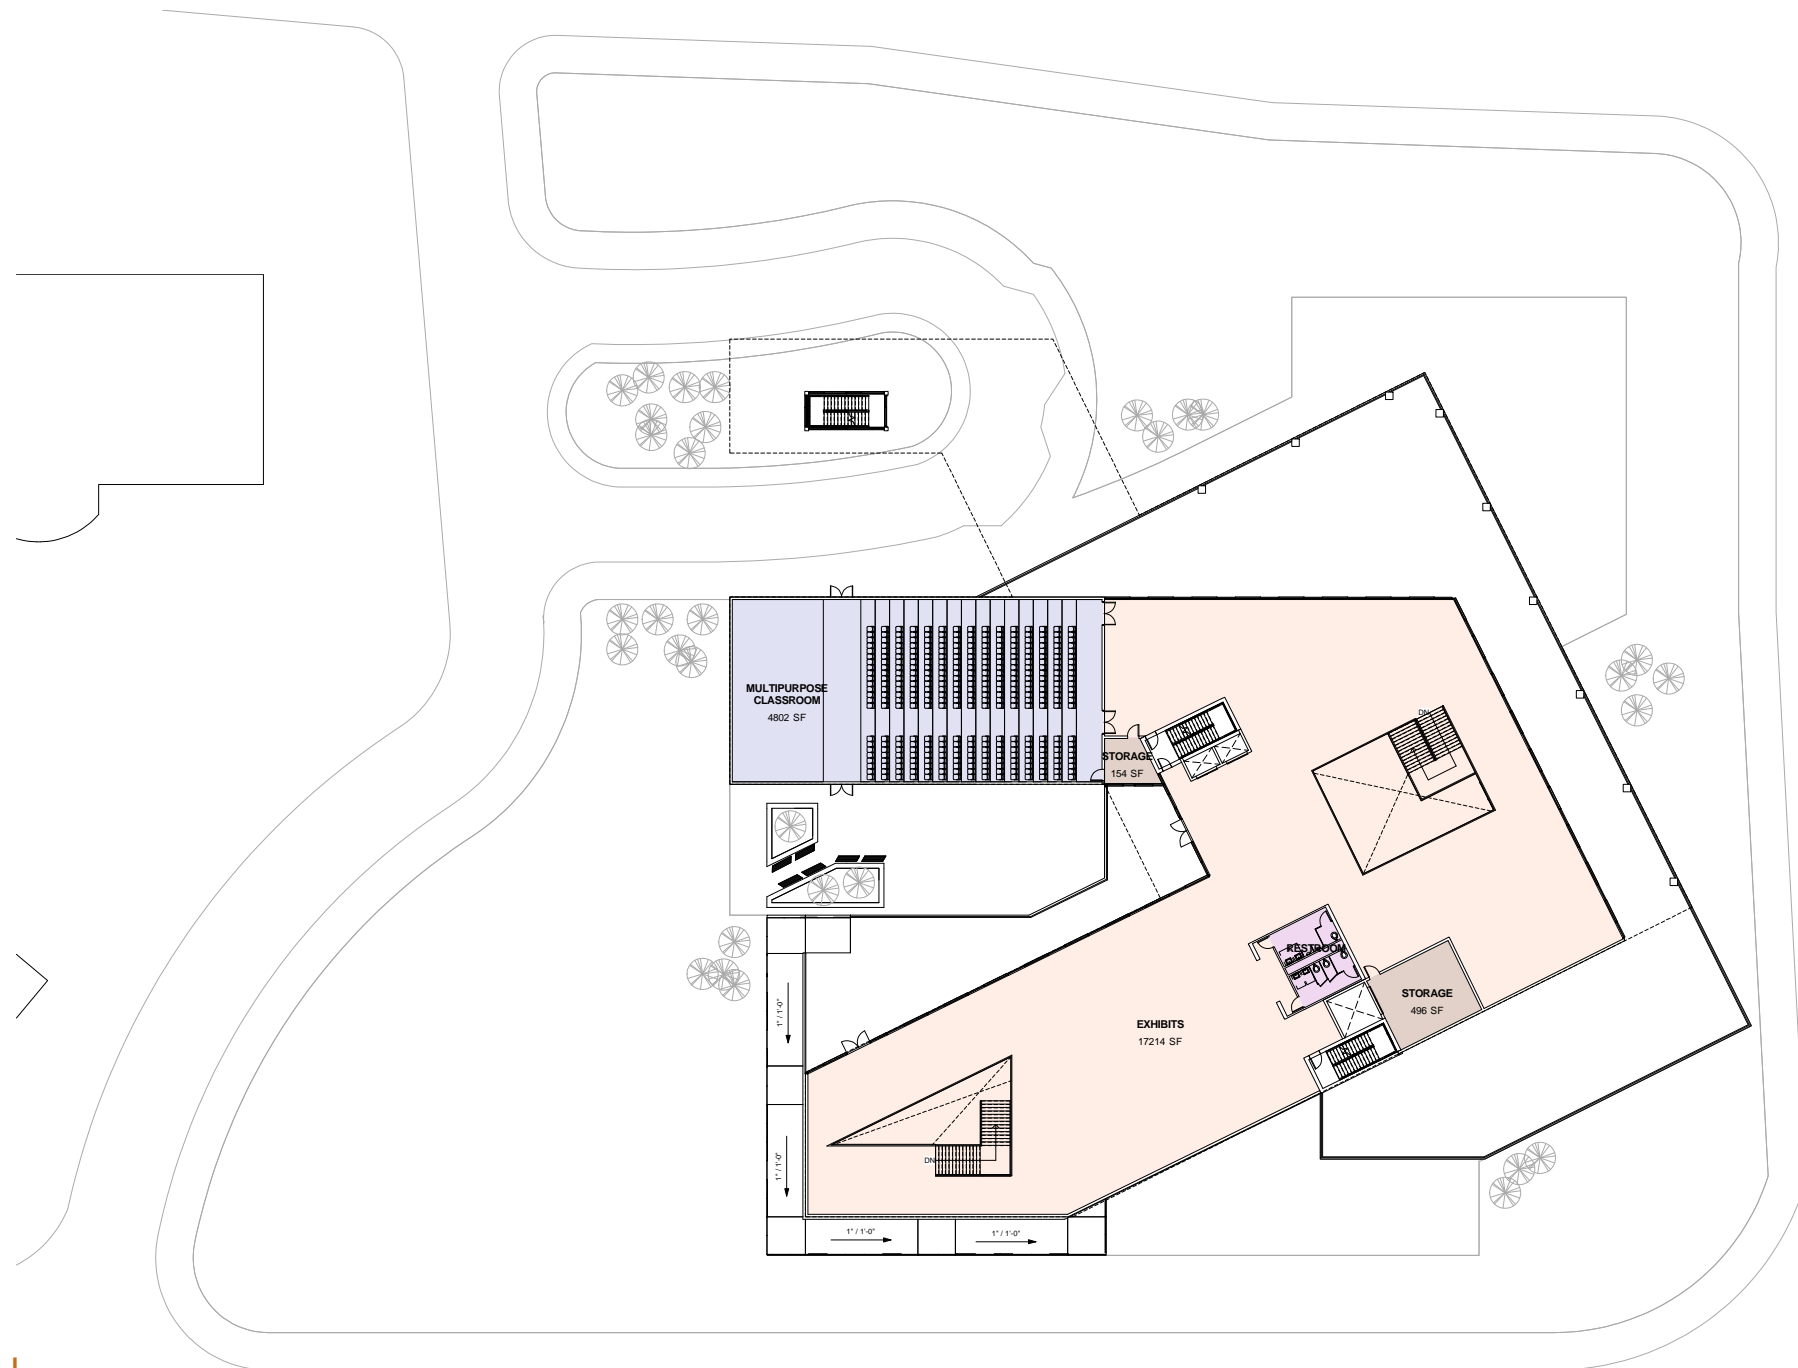 MULTIPURPOSE
CLASSROOM
4802 SF
DN
STORAGE
154 SF
RESTROOM
STORAGE
496 SF
1" / 1'-0"
EXHIBITS
17214 SF
1" / 1'-0"
DN
1" / 1'-0"
1" / 1'-0"